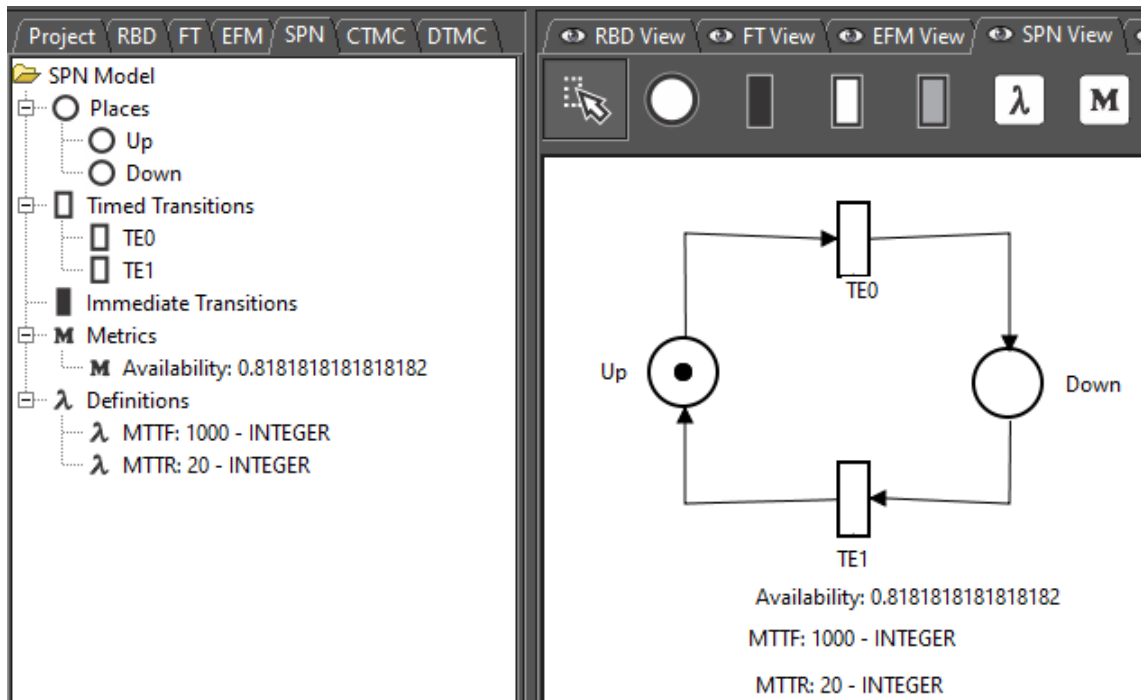 Project RBD FT EFM SPN CTMC DTMC
SPN Model
Places
Up
Down
Timed Transitions
TE0
TE1
Immediate Transitions
M Metrics
M Availability: 0.8181818181818182
λ Definitions
λ MTTF: 1000 - INTEGER
λ MTTR: 20 - INTEGER
RBD View FT View EFM View SPN View
λ M
TE0
Up
Down
TE1
Availability: 0.8181818181818182
MTTF: 1000 - INTEGER
MTTR: 20 - INTEGER